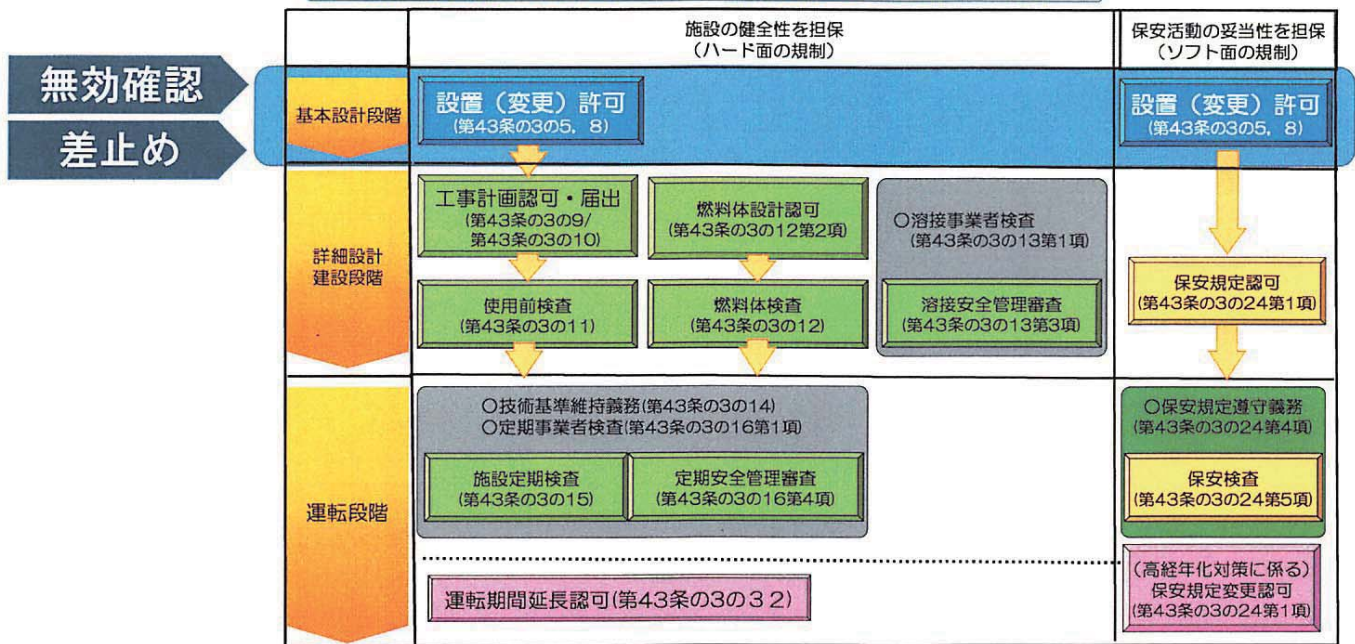 施設の健全性を担保
(ハード面の規制)
保安活動の妥当性を担保
(ソフト面の規制)
無効確認
差止め
基本設計段階
設置(変更)許可
(第43条の3の5, 8)
設置(変更)許可
(第43条の3の5, 8)
詳細設計
建設段階
工事計画認可・届出
(第43条の3の9/
第43条の3の10)
燃料体設計認可
(第43条の3の12第2項)
○溶接事業者検査
(第43条の3の13第1項)
使用前検査
(第43条の3の11)
燃料体検査
(第43条の3の12)
溶接安全管理審査
(第43条の3の13第3項)
保安規定認可
(第43条の3の24第1項)
運転段階
○技術基準維持義務(第43条の3の14)
○定期事業者検査(第43条の3の16第1項)
施設定期検査
(第43条の3の15)
定期安全管理審査
(第43条の3の16第4項)
○保安規定遵守義務
(第43条の3の24第4項)
保安検査
(第43条の3の24第5項)
運転期間延長認可(第43条の3の32)
(高経年化対策に係る)
保安規定変更認可
(第43条の3の24第1項)